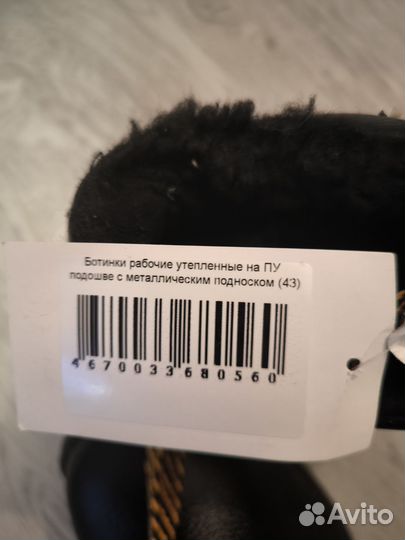 Ботинки рабочие утепленные на ПУ
подошве с металлическим подноском (43)
4670033680560
Avito